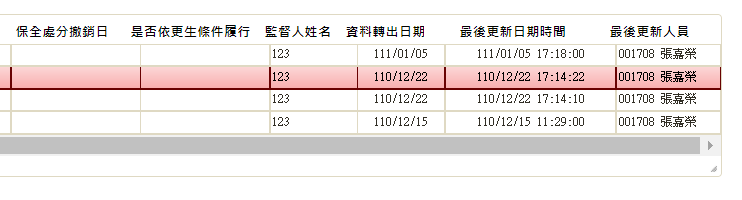 保全處分撤銷日 是否依更生條件履行 監督人姓名 資料轉出日期 最後更新日期時間 最後更新人員
123 111/01/05 111/01/05 17:18:00 001708 張嘉榮
123 110/12/22 110/12/22 17:14:22 001708 張嘉榮
123 110/12/22 110/12/22 17:14:10 001708 張嘉榮
123 110/12/15 110/12/15 11:29:00 001708 張嘉榮